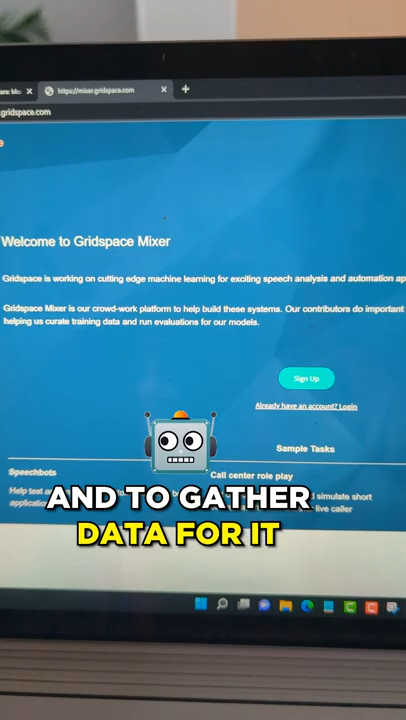 are: Mo
https://mixer.gridspace.com
.gridspace.com
e
Welcome to Gridspace Mixer
Gridspace is working on cutting edge machine learning for exciting speech analysis and automation ap
Gridspace Mixer is our crowd-work platform to help build these systems. Our contributors do important
helping us curate training data and run evaluations for our models.
Sign Up
Already have an account? Login
Sample Tasks
Speechbots
Call center role play
Help test
simulate short
live caller
AND TO GATHER
DATA FOR IT